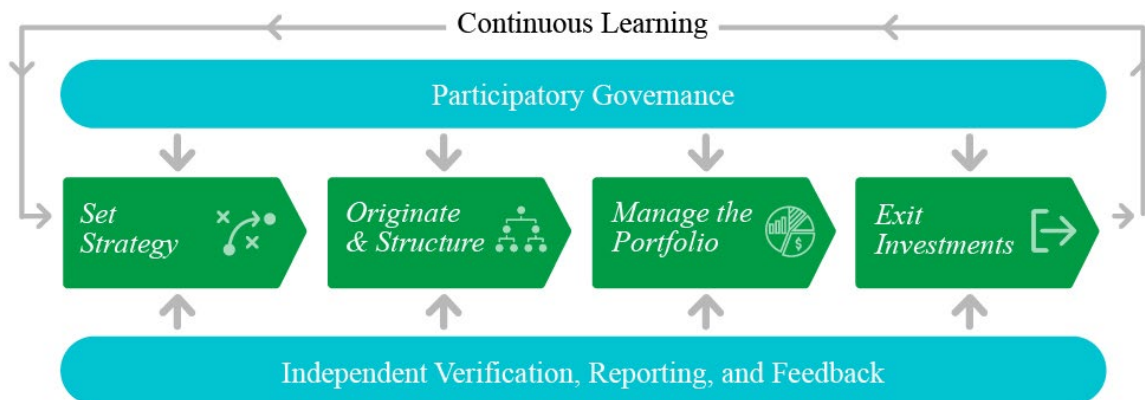 Continuous Learning
Participatory Governance
Set
Strategy
Originate
& Structure
Manage the
Portfolio
$
Exit
Investments
Independent Verification, Reporting, and Feedback